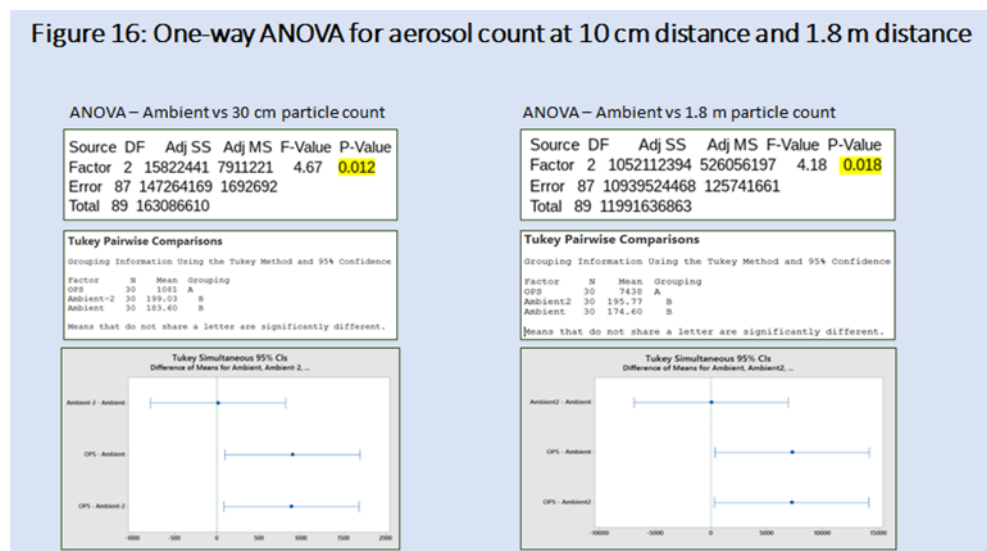 Figure 16: One-way ANOVA for aerosol count at 10 cm distance and 1.8 m distance
ANOVA – Ambient vs 30 cm particle count
Source DF Adj SS Adj MS F-Value P-Value
Factor 2 15822441 7911221 4.67 0.012
Error 87 147264169 1692692
Total 89 163086610
Tukey Pairwise Comparisons
Grouping Information Using the Tukey Method and 95% Confidence
Factor N Mean Grouping
OPS 30 1081 A
Ambient-2 30 199.03 B
Ambient 30 183.60 B
Means that do not share a letter are significantly different.
Tukey Simultaneous 95% CIs
Difference of Means for Ambient, Ambient-2, ...
Ambient-2 - Ambient
OPS - Ambient
OPS - Ambient-2
-1000 -500 0 500 1000 1500 2000
ANOVA – Ambient vs 1.8 m particle count
Source DF Adj SS Adj MS F-Value P-Value
Factor 2 1052112394 526056197 4.18 0.018
Error 87 10939524468 125741661
Total 89 11991636863
Tukey Pairwise Comparisons
Grouping Information Using the Tukey Method and 95% Confidence
Factor N Mean Grouping
OPS 30 7438 A
Ambient2 30 195.77 B
Ambient 30 174.60 B
Means that do not share a letter are significantly different.
Tukey Simultaneous 95% CIs
Difference of Means for Ambient, Ambient2, ...
Ambient2 - Ambient
OPS - Ambient
OPS - Ambient2
-10000 -5000 0 5000 10000 15000